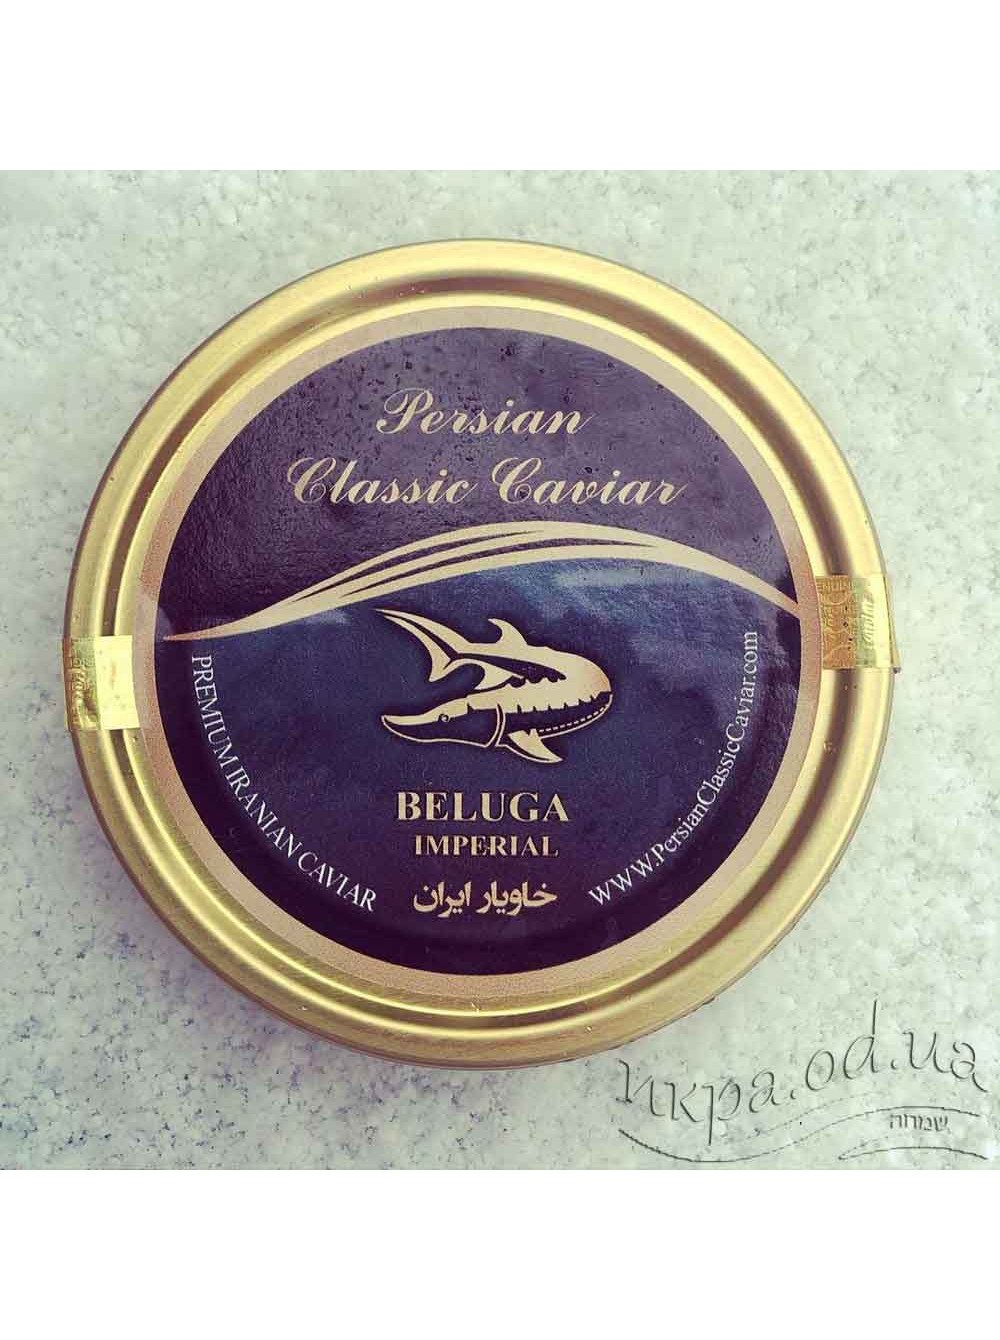 Persian
Classic Caviar
BELUGA
IMPERIAL
خاویار ایران
PREMIUM IRANIAN CAVIAR
www.PersianClassicCaviar.com
икра.od.ua